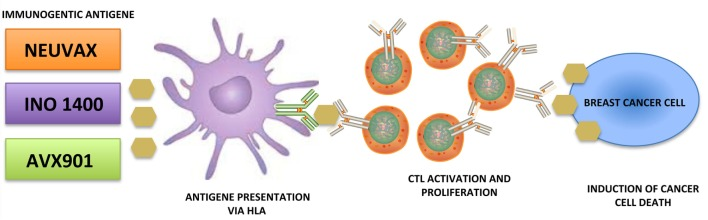 IMMUNOGENTIC ANTIGENE
NEUVAX
INO 1400
AVX901
ANTIGENE PRESENTATION
VIA HLA
CTL ACTIVATION AND
PROLIFERATION
BREAST CANCER CELL
INDUCTION OF CANCER
CELL DEATH